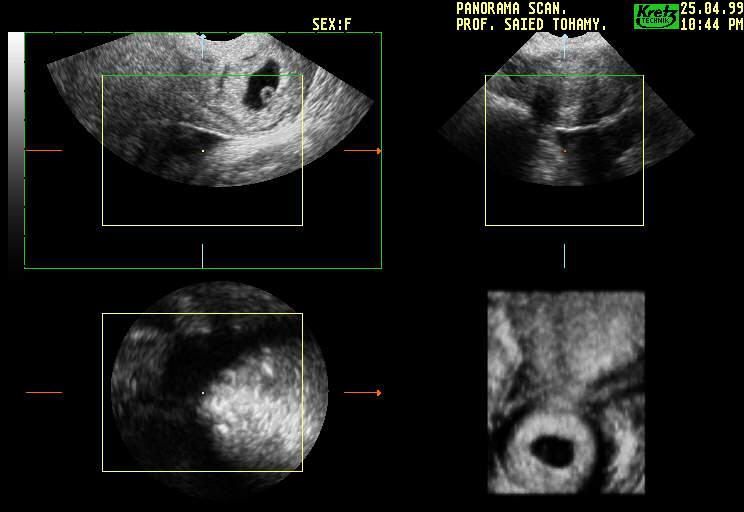 SEX:F
PANORAMA SCAN.
PROF. SAIED TOHAMY.
Kretz
TECHNIK
25.04.99
10:44 PM